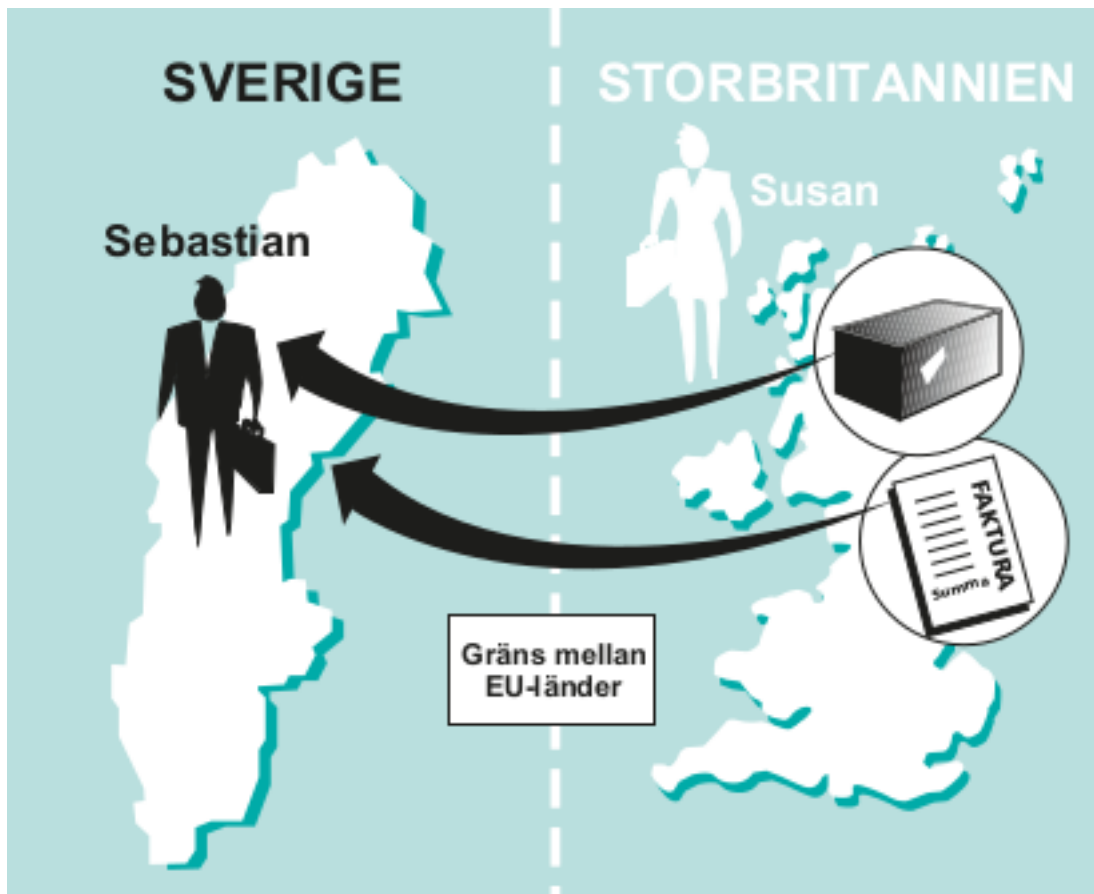 SVERIGE
STORBRITANNIEN
Susan
Sebastian
FAKTURA
Summa
Gräns mellan
EU-länder